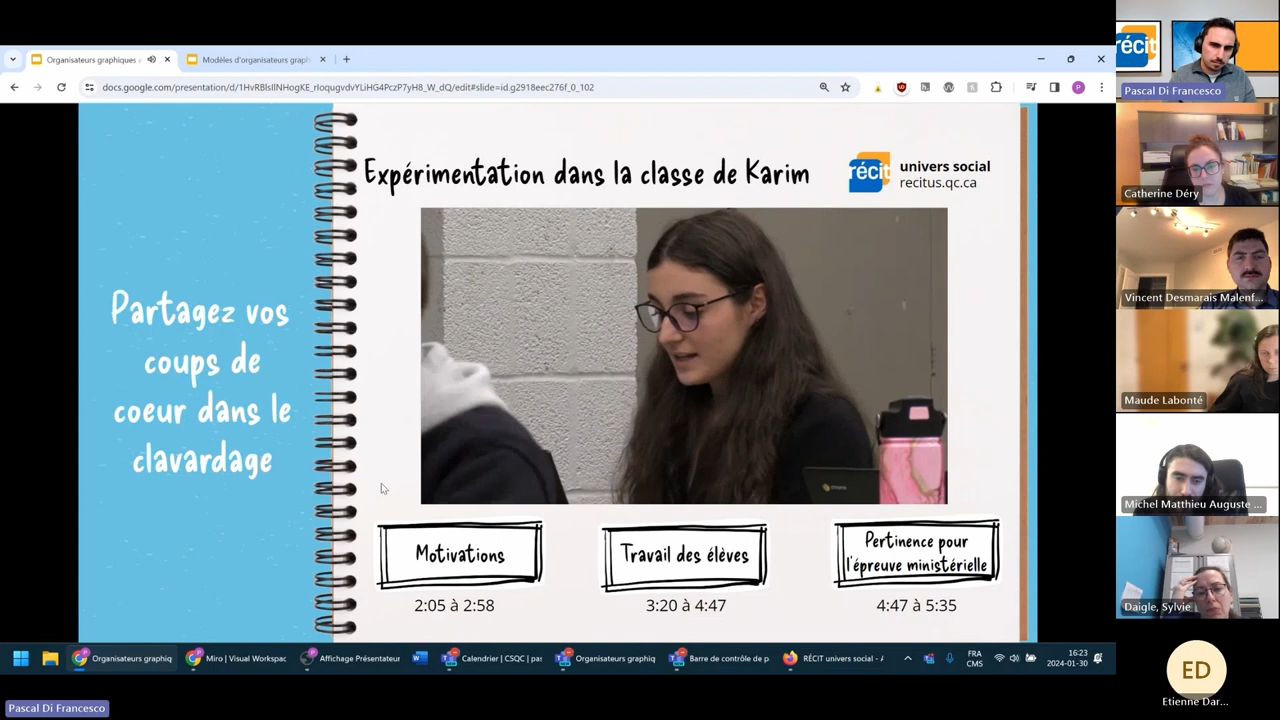 Organisateurs graphiques
Modèles d'organisateurs graph
docs.google.com/presentation/d/1HvRBlsIlNHogKE_rIoqugvdvYLiHG4PczP7yH8_W_dQ/edit#slide=id.g2918eec276f_0_102
Partagez vos
coups de
coeur dans le
clavardage
Expérimentation dans la classe de Karim
récit
univers social
recitus.qc.ca
Motivations
Travail des élèves
Pertinence pour
l'épreuve ministérielle
2:05 à 2:58
3:20 à 4:47
4:47 à 5:35
Organisateurs graphiq
Miro | Visual Workspac
Affichage Présentateur
Calendrier | CSQC | pas
Organisateurs graphiq
Barre de contrôle de p
RÉCIT univers social - A
FRA
CMS
16:23
2024-01-30
Pascal Di Francesco
récit
Pascal Di Francesco
Catherine Déry
Vincent Desmarais Malenf...
Maude Labonté
Michel Matthieu Auguste ...
Daigle, Sylvie
ED
Etienne Dar...